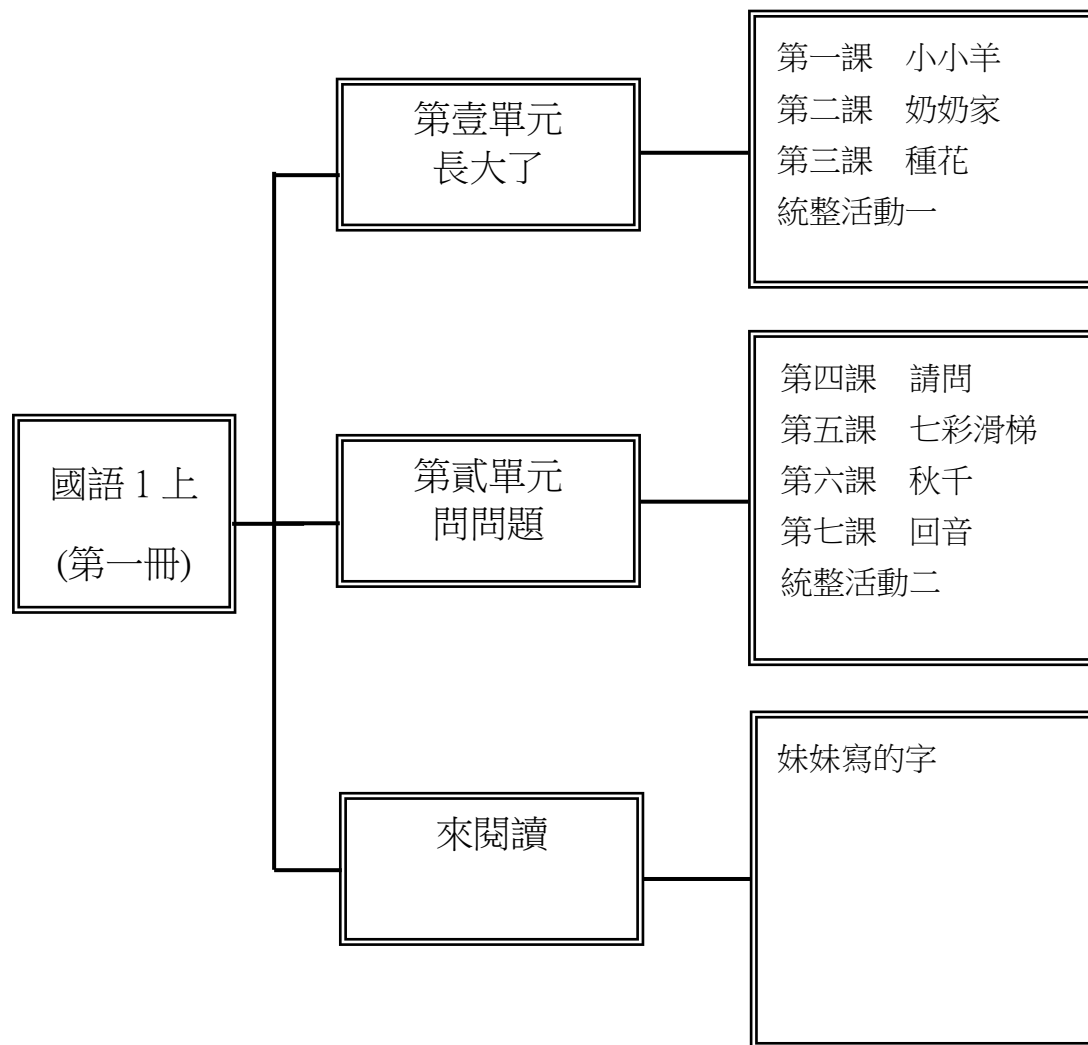 國語 1 上
(第一冊)
第壹單元
長大了
第一課　小小羊
第二課　奶奶家
第三課　種花
統整活動一
第貳單元
問問題
第四課　請問
第五課　七彩滑梯
第六課　秋千
第七課　回音
統整活動二
來閱讀
妹妹寫的字